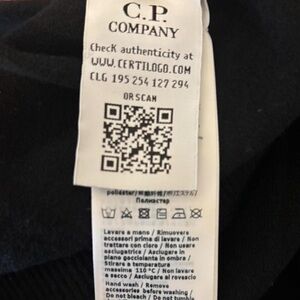 C.P.
COMPANY
Check authenticity at
WWW.CERTILOGO.COM
CLG 195 254 127 294
OR SCAN
Полиэстер
Lavare a mano / Rimuovere
accessori prima di lavare / Non
trattare con cloro / Non usare
asciugatrice / Asciugare in
piano gocciolante in ombra /
Stirare a temperatura
massima 110°C / Non lavare
a secco / Asciugare al rovescio
Hand wash / Remove
accessories before washing /
Do not bleach / Do not tumble